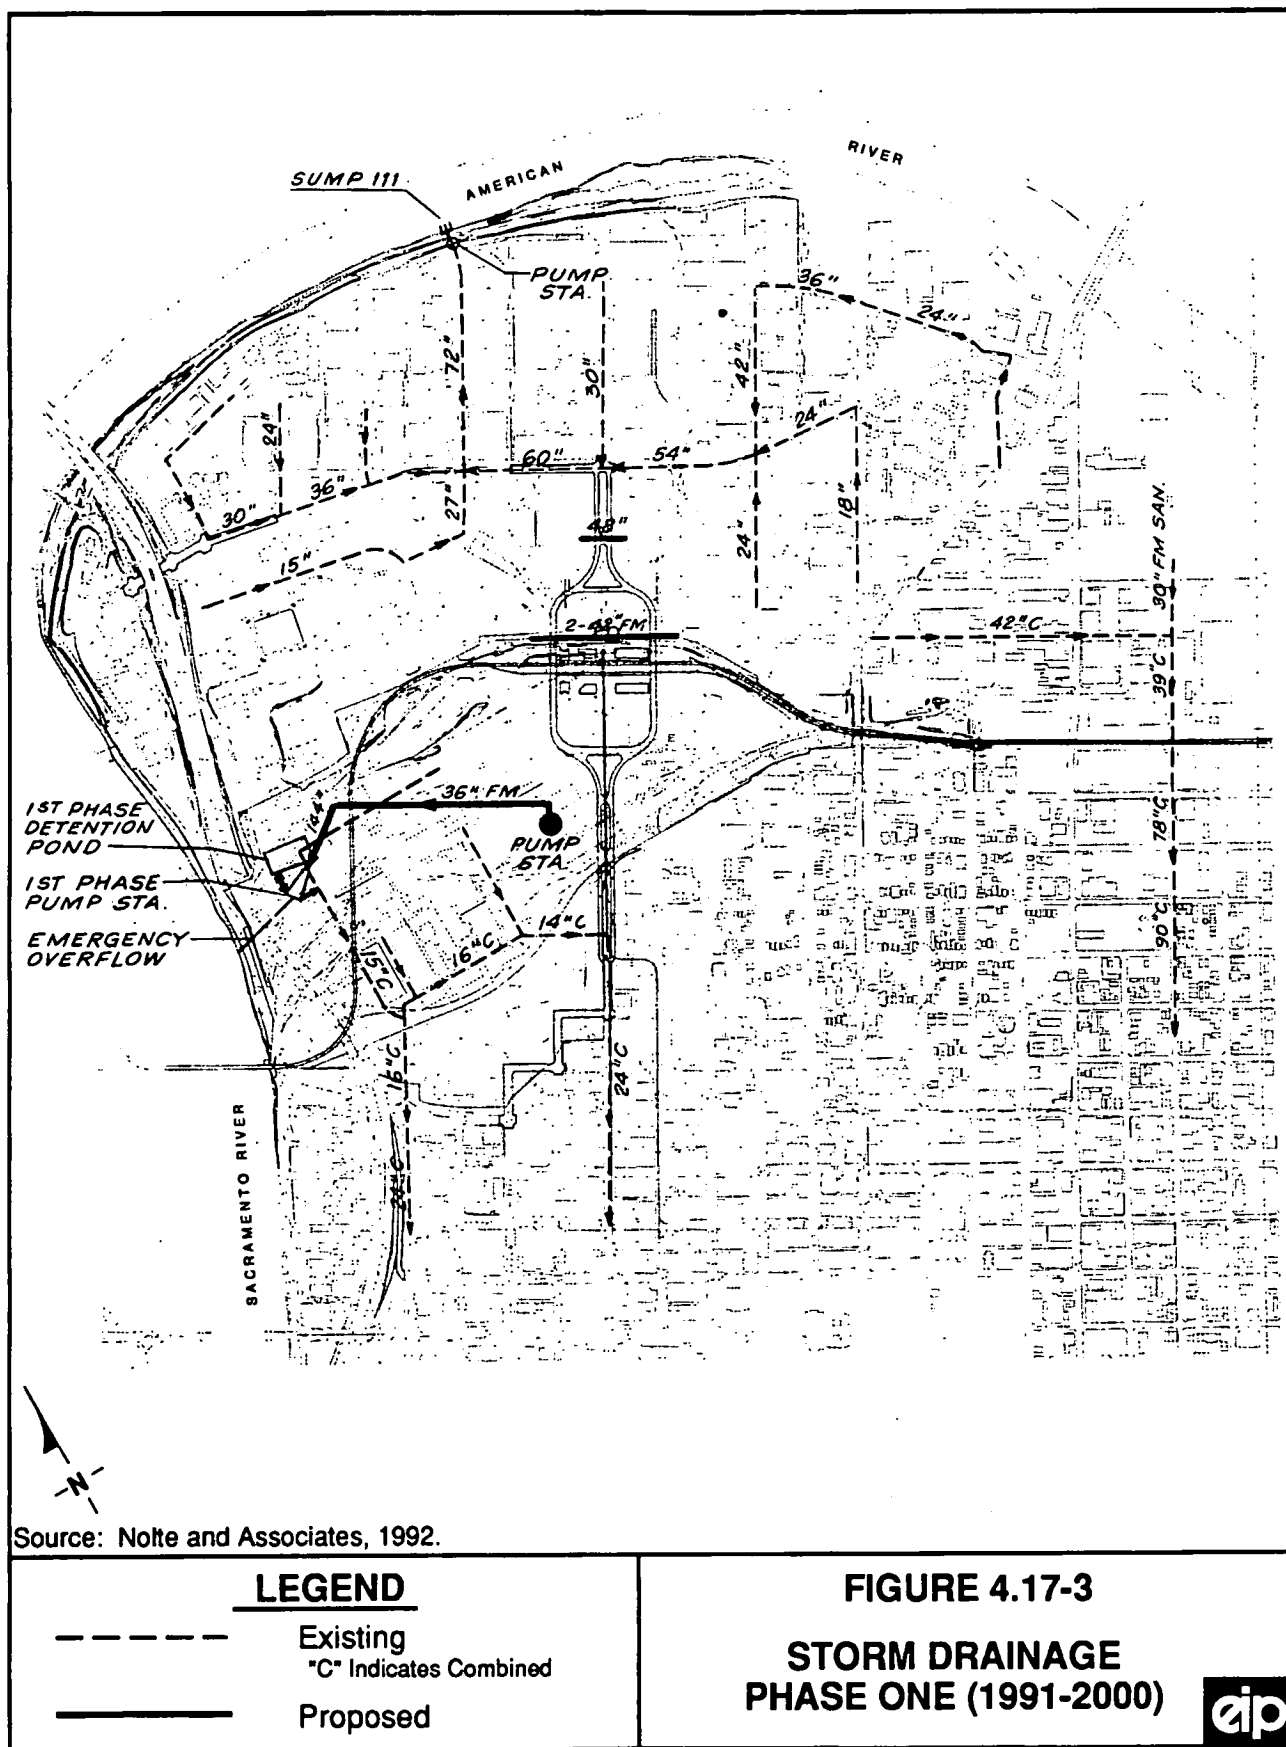 RIVER
AMERICAN
SUMP 111
PUMP
STA.
36"
24"
72"
30"
42"
24"
24"
60"
54"
36"
30"
27"
18"
48"
24"
15"
30" FM SAN.
2-42" FM
42"C
39"C
36" FM
144"
1ST PHASE
DETENTION
POND
PUMP
STA.
78"C
1ST PHASE
PUMP STA.
EMERGENCY
OVERFLOW
14"C
16"C
15"C
90"C
24"C
SACRAMENTO RIVER
N
Source: Nolte and Associates, 1992.
LEGEND
Existing
"C" Indicates Combined
Proposed
FIGURE 4.17-3
STORM DRAINAGE
PHASE ONE (1991-2000)
eip